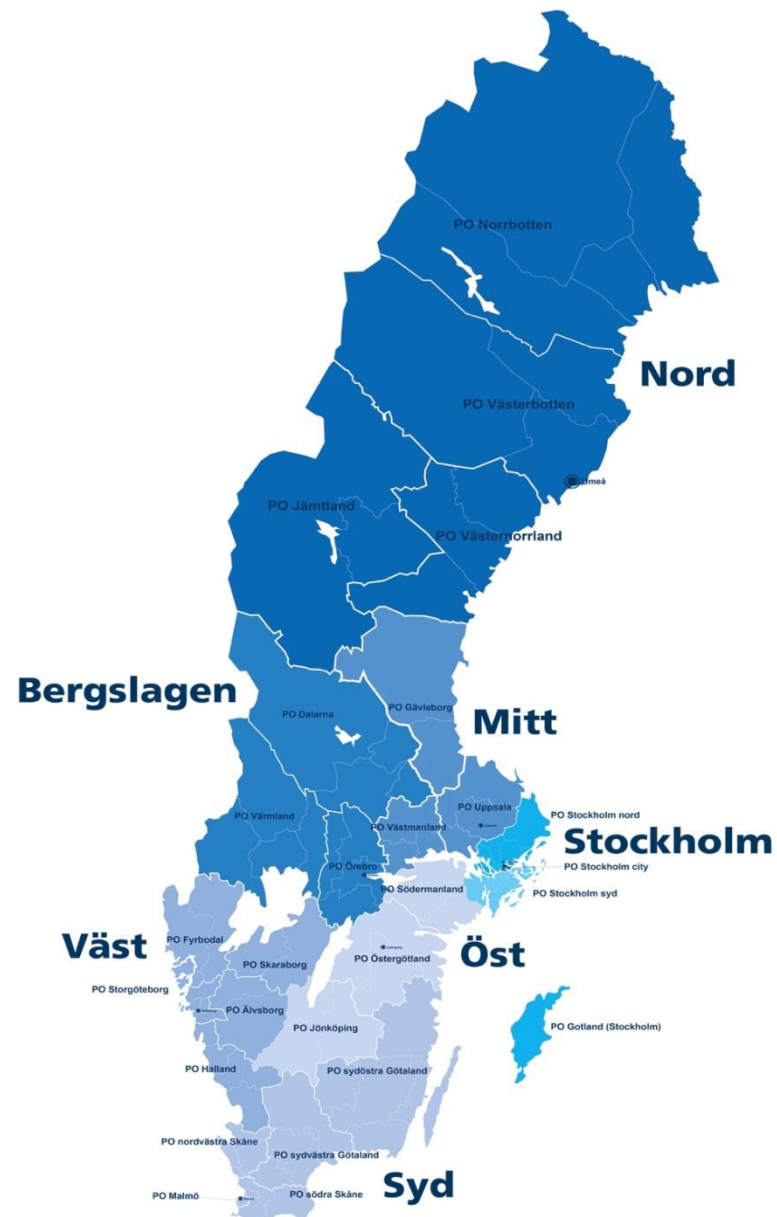 PO Norrbotten
Nord
PO Västerbotten
Umeå
PO Jämtland
PO Västernorrland
Bergslagen
PO Gävleborg
PO Dalarna
Mitt
PO Uppsala
PO Stockholm nord
PO Värmland
PO Västmanland
Stockholm
PO Örebro
PO Stockholm city
PO Södermanland
PO Stockholm syd
Väst
PO Fyrbodal
Öst
PO Östergötland
PO Skaraborg
PO Storgöteborg
PO Älvsborg
PO Jönköping
PO Gotland (Stockholm)
PO Halland
PO sydöstra Götaland
PO nordvästra Skåne
PO sydvästra Götaland
Syd
PO Malmö
PO södra Skåne